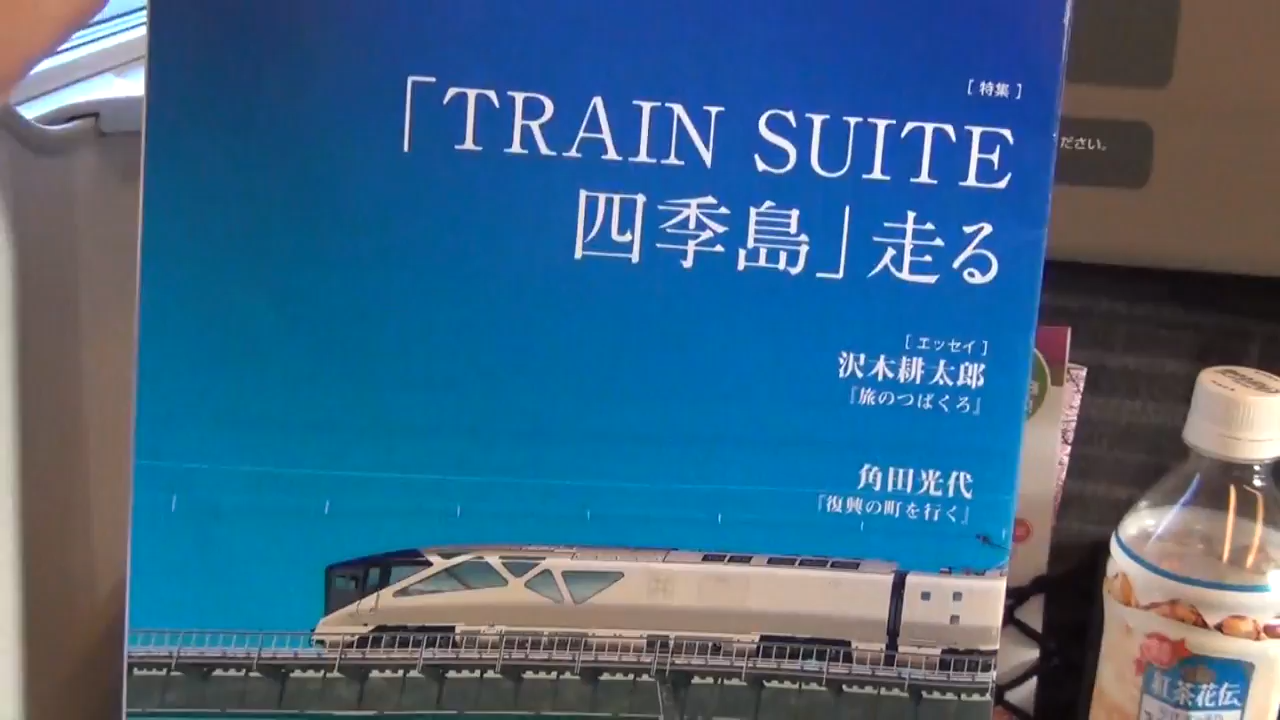 [特集]
「TRAIN SUITE
四季島」走る
[エッセイ]
沢木耕太郎
『旅のつばくろ』
角田光代
『復興の町を行く』
ださい。
紅茶花伝